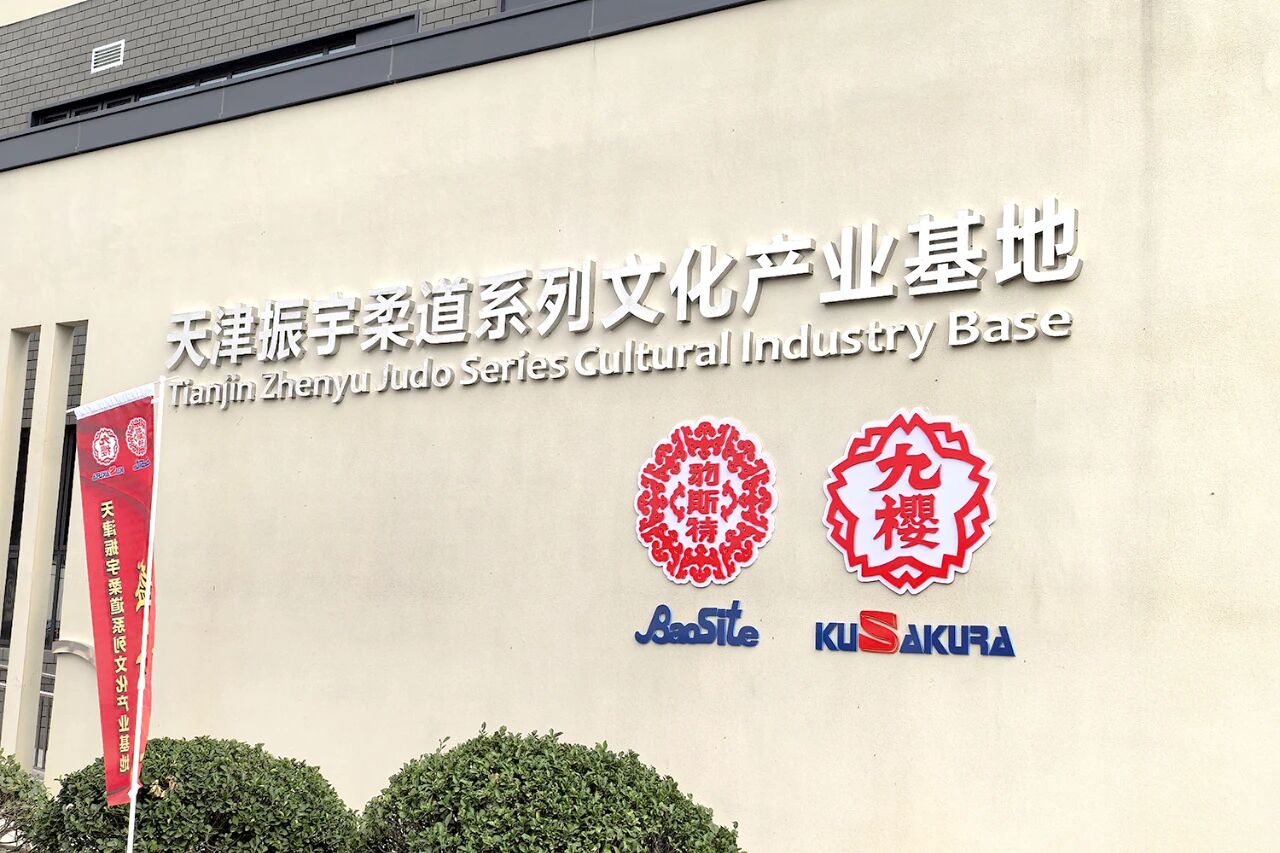 天津振宇柔道系列文化产业基地
Tianjin Zhenyu Judo Series Cultural Industry Base
豹斯特
九櫻
BaoSite
KUSAKURA
九櫻
天津振宇柔道系列文化产业基地